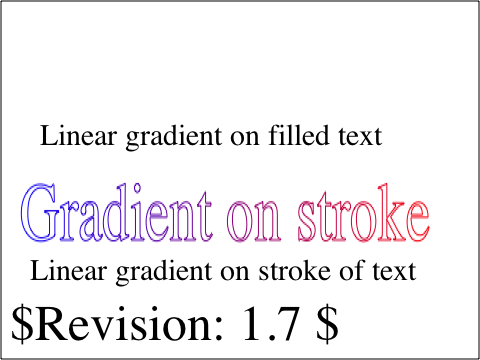 Linear gradient on filled text
Gradient on stroke
Linear gradient on stroke of text
$Revision: 1.7 $